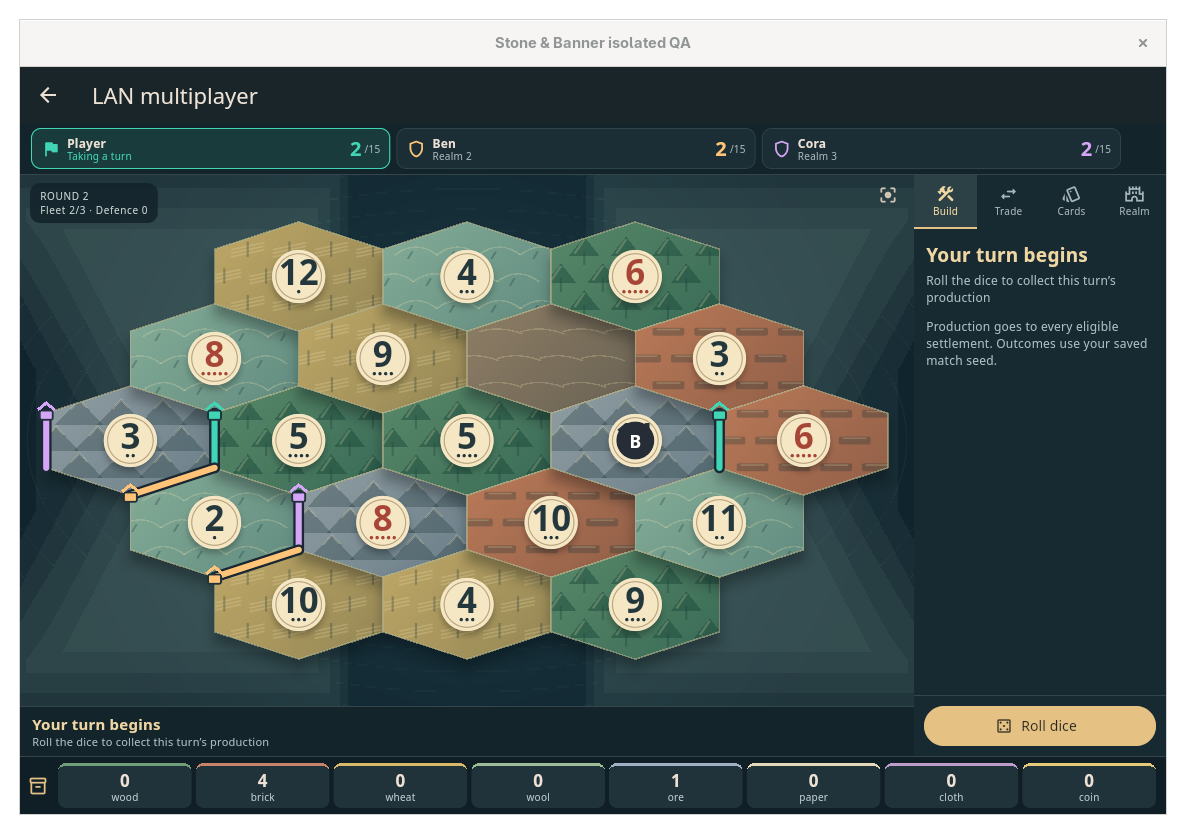 Stone & Banner isolated QA
LAN multiplayer
Player
Taking a turn
2 /15
Ben
Realm 2
2 /15
Cora
Realm 3
2 /15
ROUND 2
Fleet 2/3 · Defence 0
Build
Trade
Cards
Realm
Your turn begins
Roll the dice to collect this turn’s
production
Production goes to every eligible
settlement. Outcomes use your saved
match seed.
12
4
6
8
9
3
3
5
5
B
6
2
8
10
11
10
4
9
Roll dice
Your turn begins
Roll the dice to collect this turn’s production
0
wood
4
brick
0
wheat
0
wool
1
ore
0
paper
0
cloth
0
coin